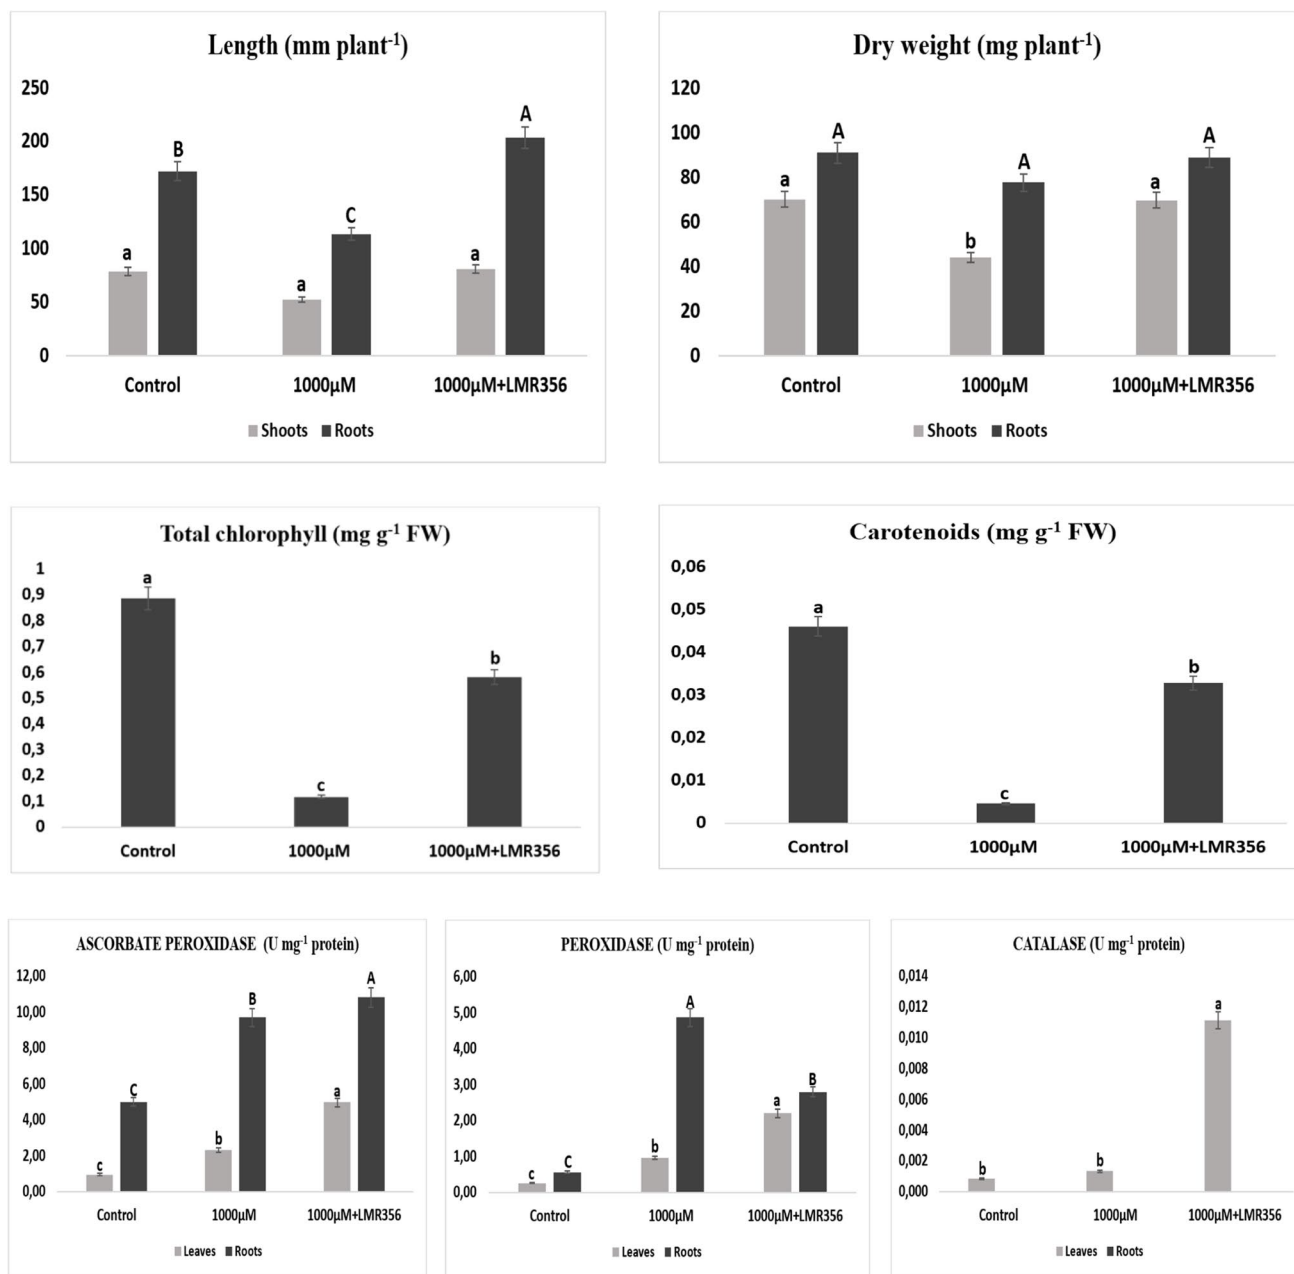 Length (mm plant⁻¹)
250
200
150
100
50
0
a
B
a
C
a
A
Control
1000µM
1000µM+LMR356
Shoots
Roots
Dry weight (mg plant⁻¹)
120
100
80
60
40
20
0
a
A
b
A
a
A
Control
1000µM
1000µM+LMR356
Shoots
Roots
Total chlorophyll (mg g⁻¹ FW)
1
0,9
0,8
0,7
0,6
0,5
0,4
0,3
0,2
0,1
0
a
c
b
Control
1000µM
1000µM+LMR356
Carotenoids (mg g⁻¹ FW)
0,06
0,05
0,04
0,03
0,02
0,01
0
a
c
b
Control
1000µM
1000µM+LMR356
ASCORBATE PEROXIDASE (U mg⁻¹ protein)
12,00
10,00
8,00
6,00
4,00
2,00
0,00
c
C
b
B
a
A
Control
1000µM
1000µM+LMR356
Leaves
Roots
PEROXIDASE (U mg⁻¹ protein)
6,00
5,00
4,00
3,00
2,00
1,00
0,00
c
C
b
A
a
B
Control
1000µM
1000µM+LMR356
Leaves
Roots
CATALASE (U mg⁻¹ protein)
0,014
0,012
0,010
0,008
0,006
0,004
0,002
0,000
b
b
a
Control
1000µM
1000µM+LMR356
Leaves
Roots